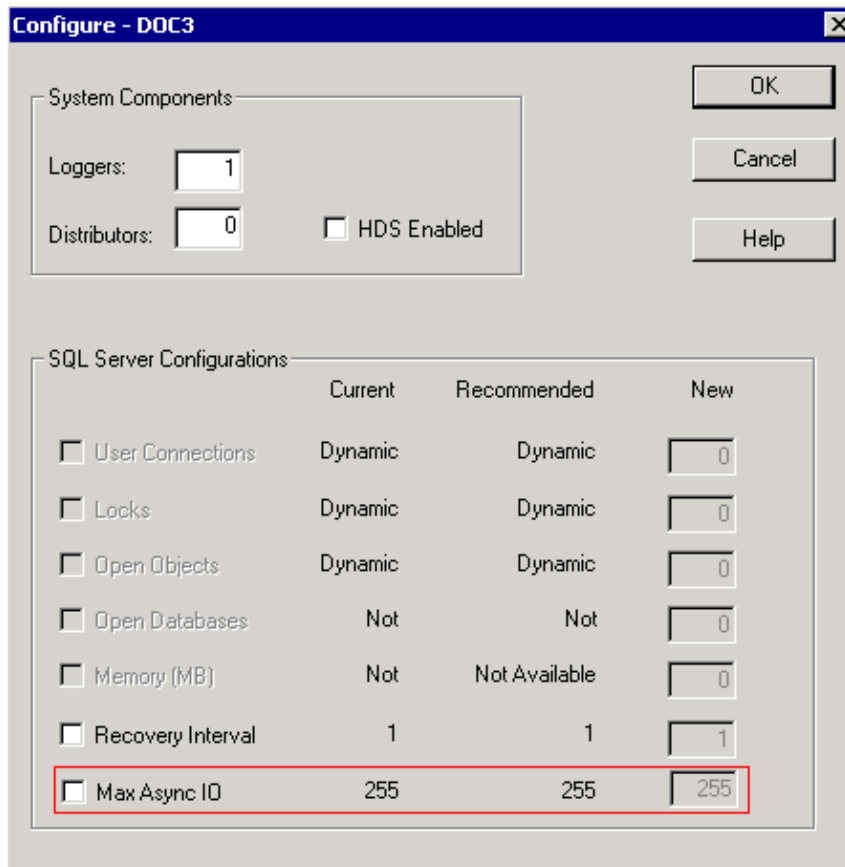 Configure - DOC3
System Components
OK
Loggers: 1
Cancel
Distributors: 0 HDS Enabled
Help
SQL Server Configurations
Current Recommended New
User Connections Dynamic Dynamic 0
Locks Dynamic Dynamic 0
Open Objects Dynamic Dynamic 0
Open Databases Not Not 0
Memory (MB) Not Not Available 0
Recovery Interval 1 1 1
Max Async IO 255 255 255